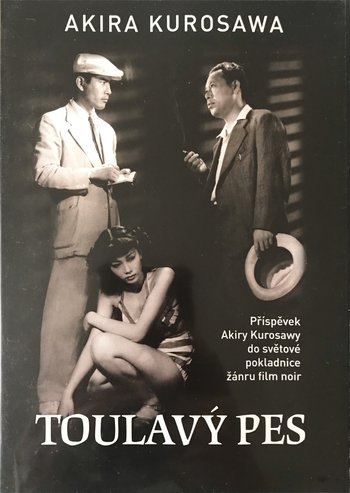 AKIRA KUROSAWA
Příspěvek
Akiry Kurosawy
do světové
pokladnice
žánru film noir
TOULAVÝ PES